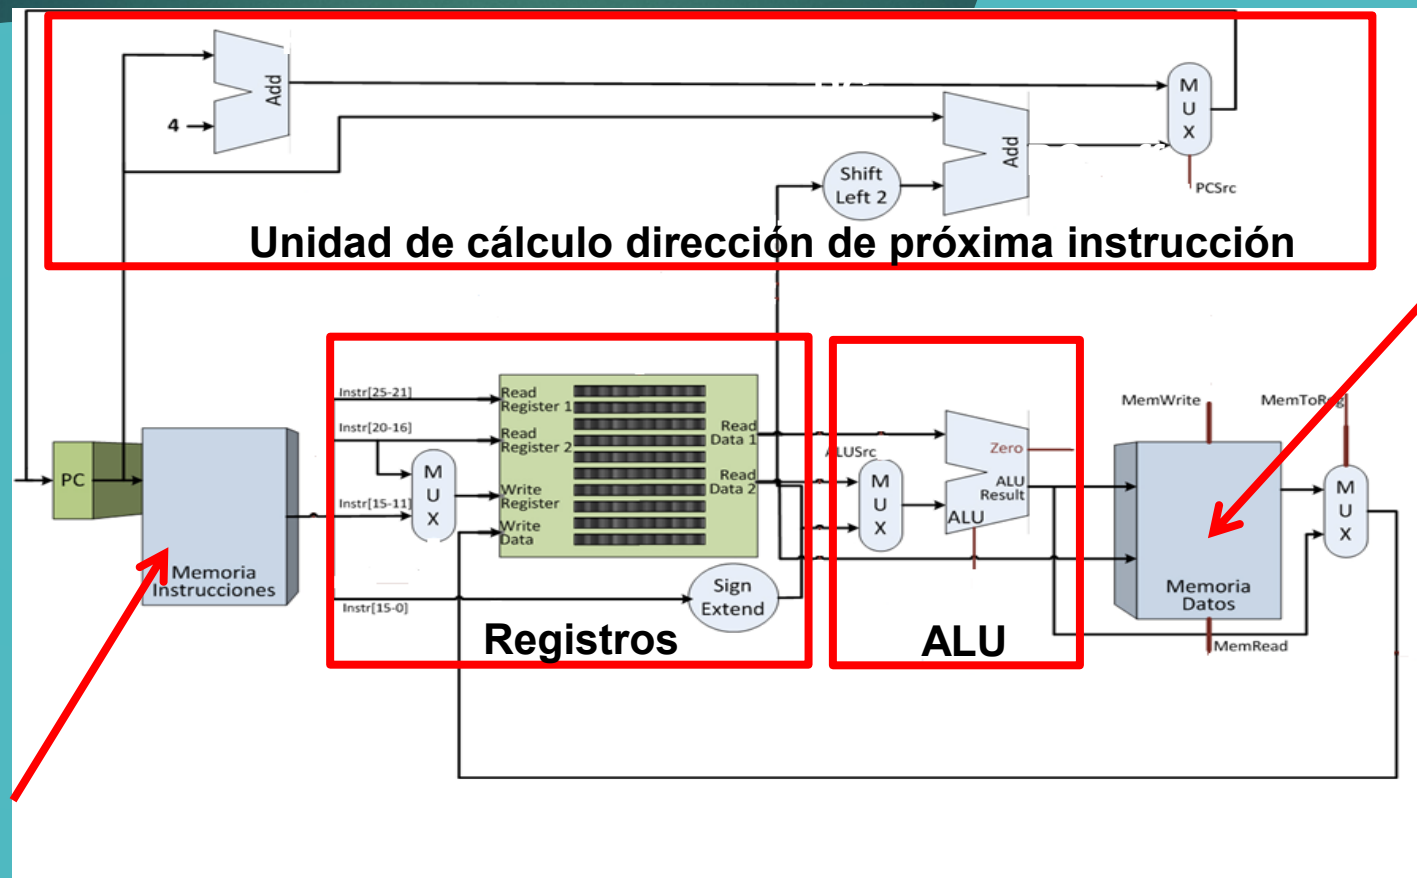 Add
4
Add
M
U
X
Shift
Left 2
PCSrc
Unidad de cálculo dirección de próxima instrucción
Instr[25-21]
Instr[20-16]
Instr[15-11]
Instr[15-0]
M
U
X
Read
Register 1
Read
Register 2
Write
Register
Write
Data
Read
Data 1
Read
Data 2
Sign
Extend
Registros
PC
Memoria
Instrucciones
ALUSrc
M
U
X
Zero
ALU
Result
ALU
ALU
MemWrite
MemToReg
Memoria
Datos
MemRead
M
U
X